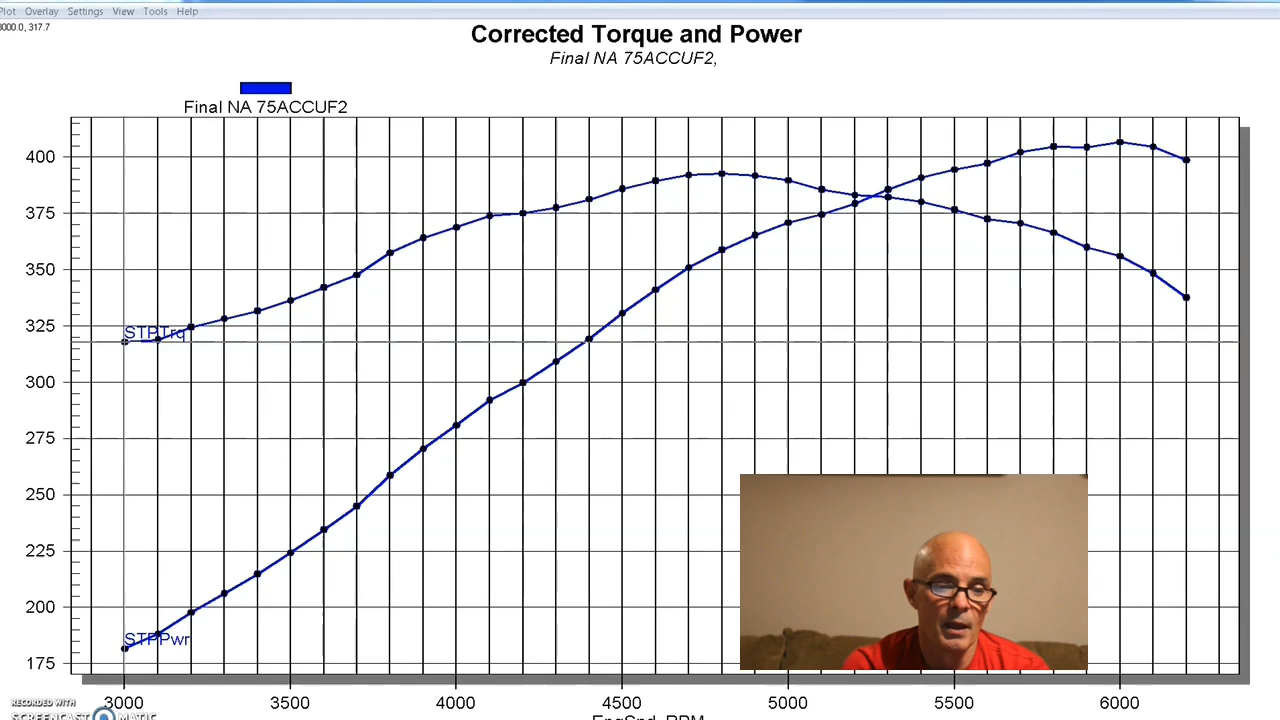 Plot Overlay Settings View Tools Help
3000.0, 317.7
Corrected Torque and Power
Final NA 75ACCUF2,
Final NA 75ACCUF2
400
375
350
325
300
275
250
225
200
175
STPTrq
STPPwr
3000 3500 4000 4500 5000 5500 6000
EngSpd RPM
RECORDED WITH
SCREENCAST MATIC